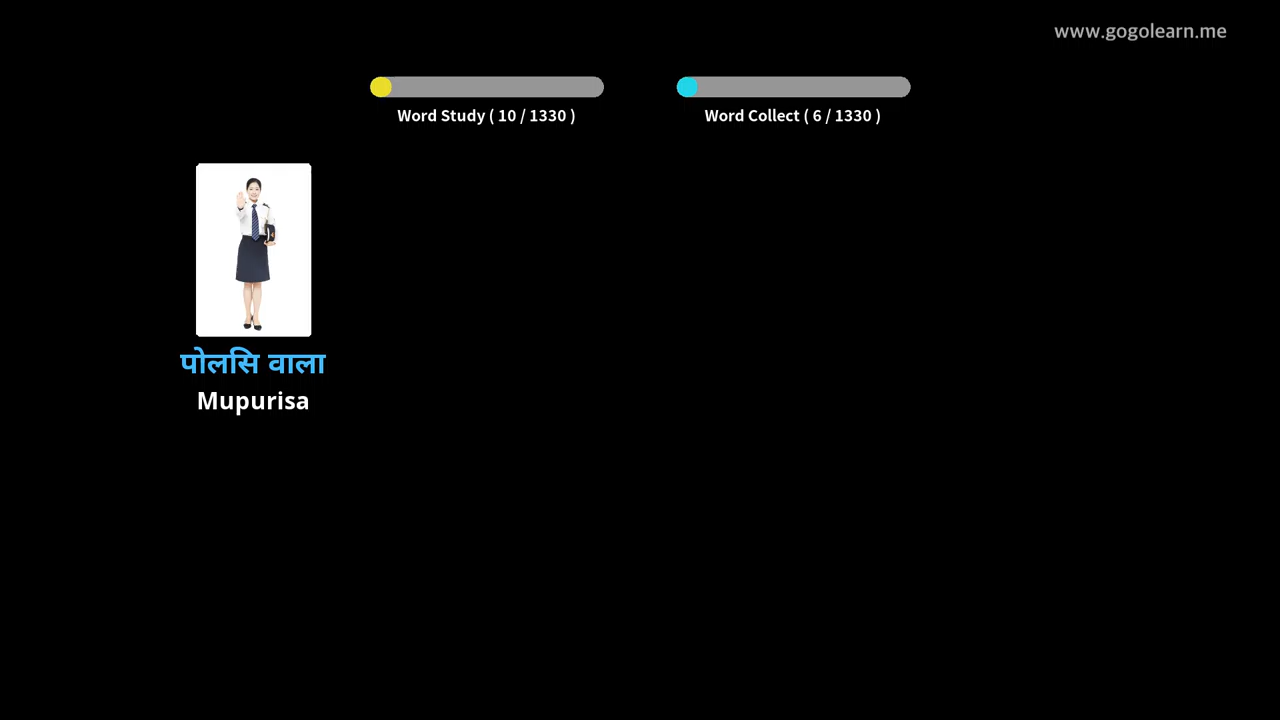 www.gogolearn.me
Word Study ( 10 / 1330 )
Word Collect ( 6 / 1330 )
पोलसि वाला
Mupurisa